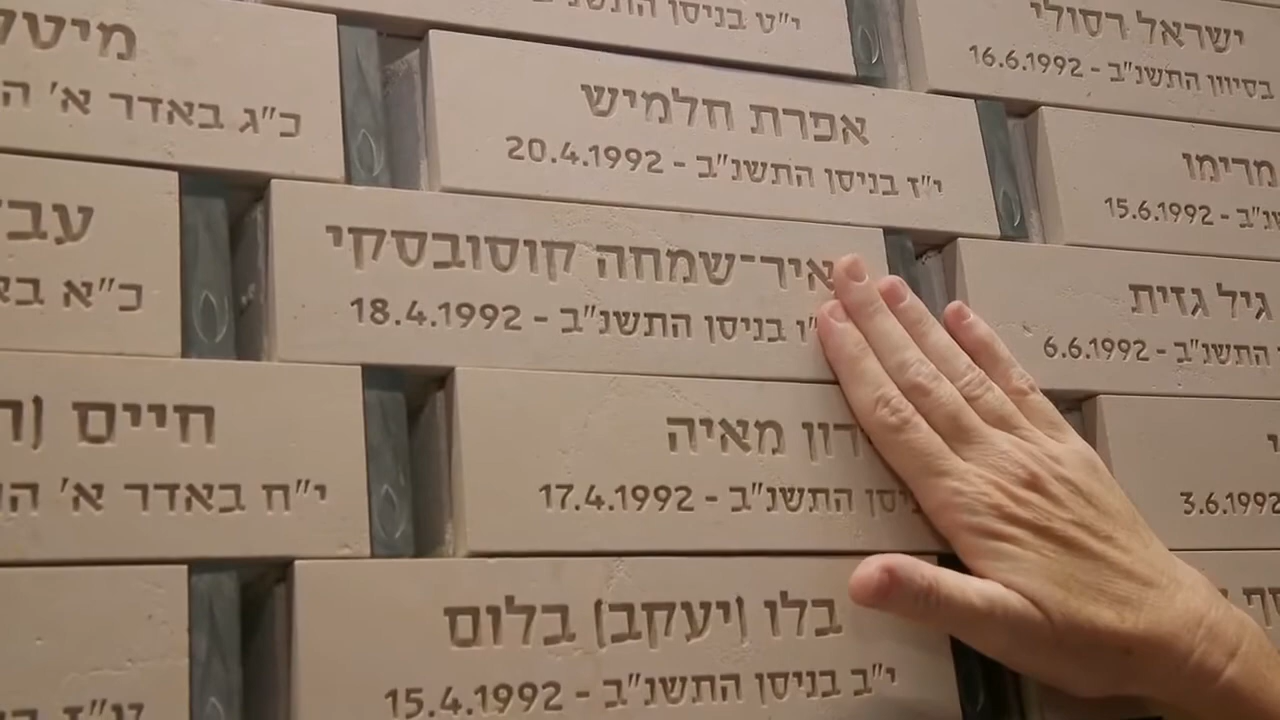 י"ט בניסן התשנ"ב
ישראל רסולי
בסיוון התשנ"ב - 16.6.1992
כ"ג באדר א'
אפרת חלמיש
י"ז בניסן התשנ"ב - 20.4.1992
מרימו
15.6.1992
איר־שמחה קוסובסקי
בניסן התשנ"ב - 18.4.1992
גיל גזית
התשנ"ב - 6.6.1992
כ"א
חיים
י"ח באדר א'
מאיה
התשנ"ב - 17.4.1992
3.6.1992
בלו (יעקב) בלום
י"ב בניסן התשנ"ב - 15.4.1992